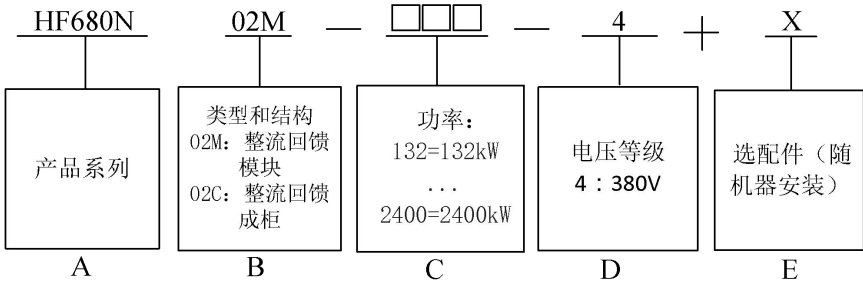 HF680N 02M — □□□ — 4 + X
产品系列
类型和结构
02M：整流回馈
模块
02C：整流回馈
成柜
功率：
132=132kW
...
2400=2400kW
电压等级
4：380V
选配件（随
机器安装）
A B C D E